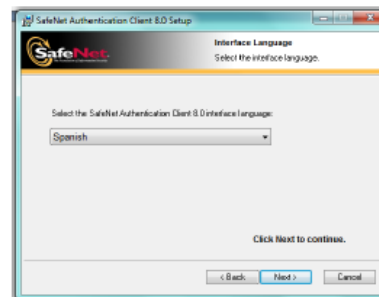 SafeNet Authentication Client 8.0 Setup
SafeNet.
Interface Language
Select the interface language.
Select the SafeNet Authentication Client 8.0 interface language:
Spanish
Click Next to continue.
< Back
Next >
Cancel